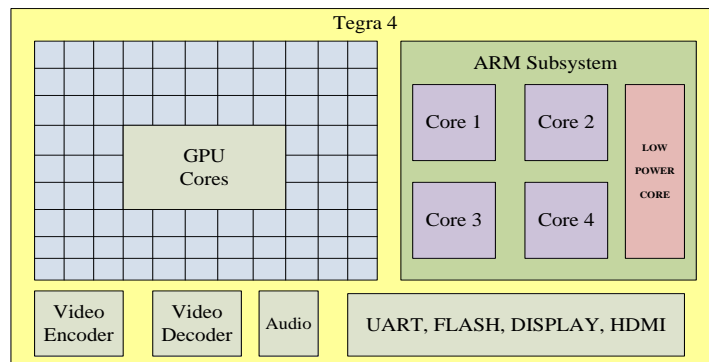 Tegra 4
GPU
Cores
ARM Subsystem
Core 1
Core 2
Core 3
Core 4
LOW
POWER
CORE
Video
Encoder
Video
Decoder
Audio
UART, FLASH, DISPLAY, HDMI